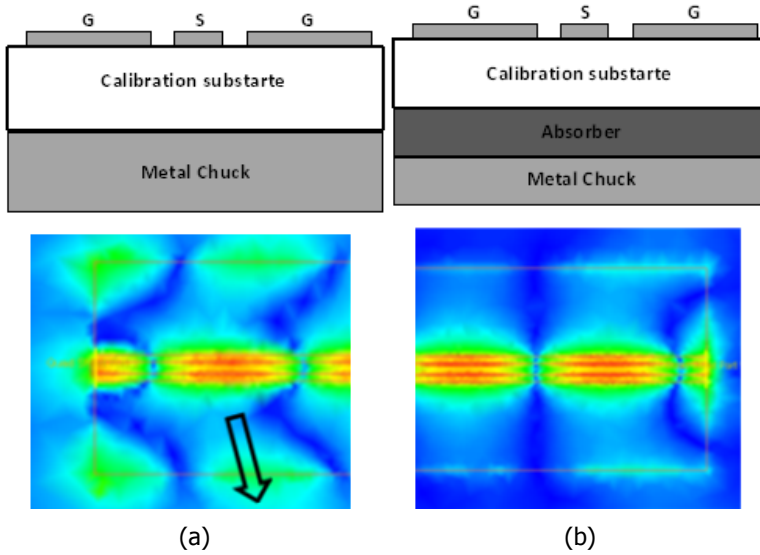 G S G
Calibration substarte
Metal Chuck
G S G
Calibration substarte
Absorber
Metal Chuck
(a)
(b)